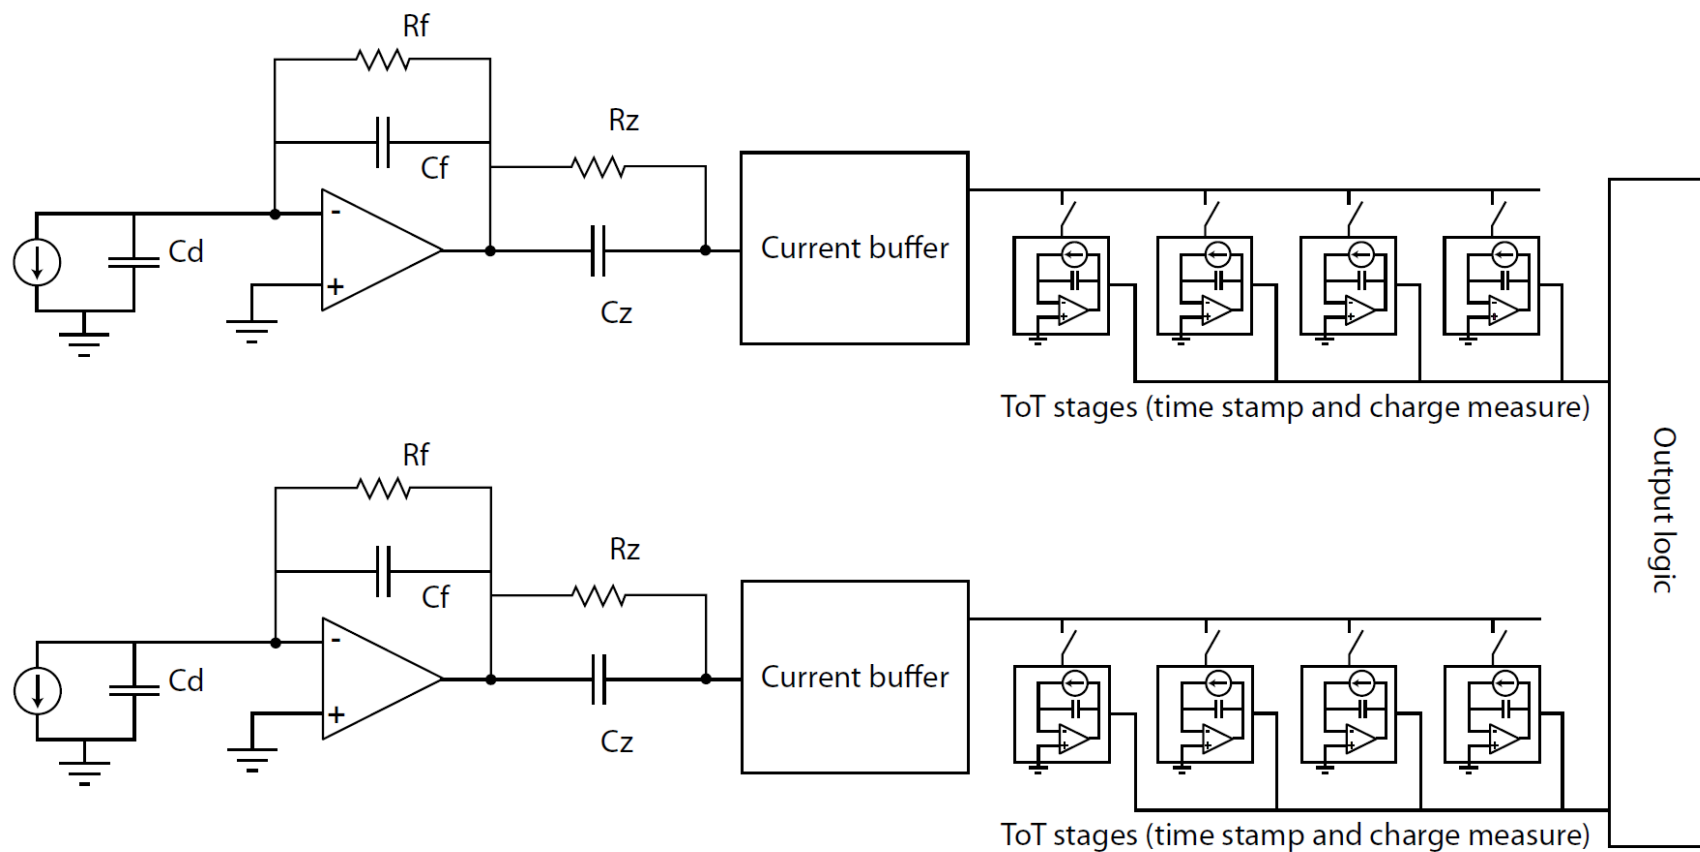 Rf
Cf
Rz
Cd
-
+
Cz
Current buffer
ToT stages (time stamp and charge measure)
Rf
Cf
Rz
Cd
-
+
Cz
Current buffer
ToT stages (time stamp and charge measure)
Output logic